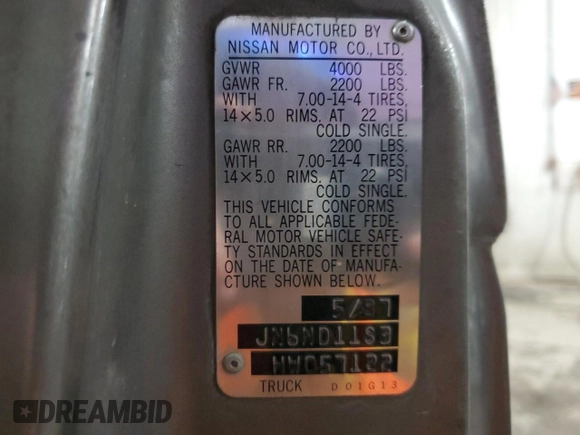 MANUFACTURED BY
NISSAN MOTOR CO., LTD.
GVWR 4000 LBS.
GAWR FR. 2200 LBS.
WITH 7.00-14-4 TIRES,
14×5.0 RIMS. AT 22 PSI
COLD SINGLE.
GAWR RR. 2200 LBS.
WITH 7.00-14-4 TIRES,
14×5.0 RIMS. AT 22 PSI
COLD SINGLE.
THIS VEHICLE CONFORMS
TO ALL APPLICABLE FEDE-
RAL MOTOR VEHICLE SAFE-
TY STANDARDS IN EFFECT
ON THE DATE OF MANUFA-
CTURE SHOWN BELOW.
5/87
JN6ND11S3
HW057182
TRUCK D01G13
DREAMBID